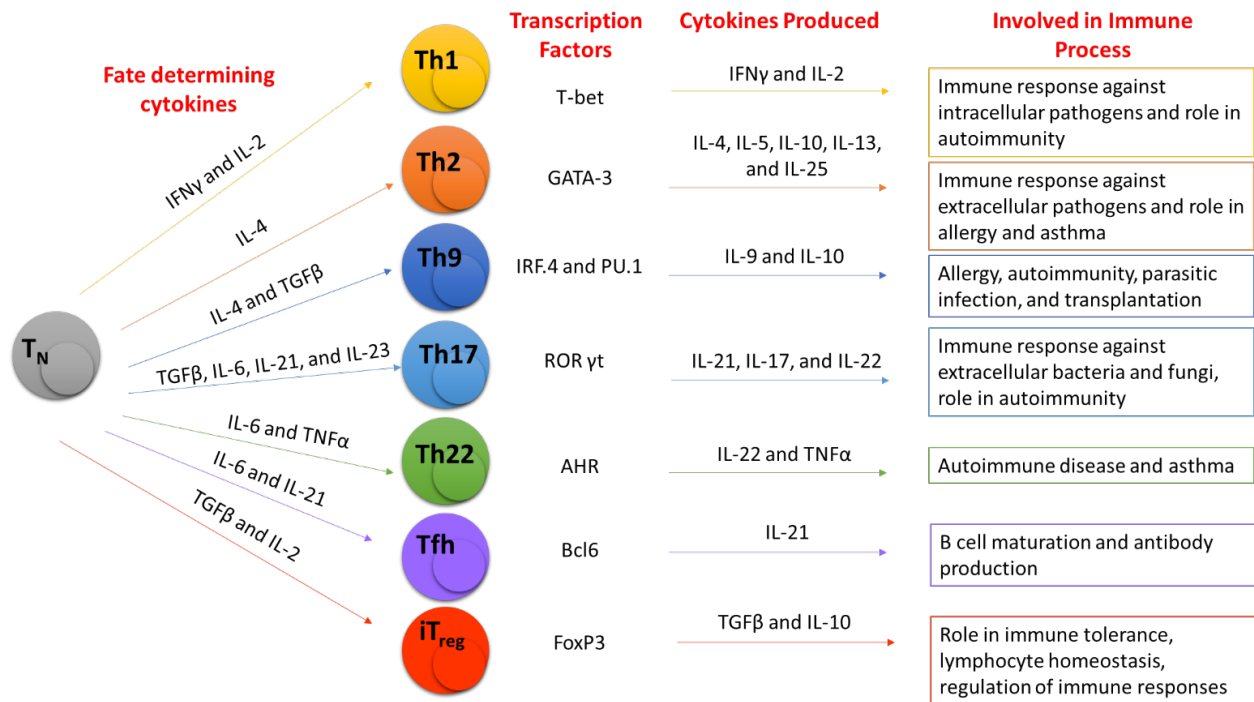 Fate determining
cytokines
Transcription
Factors
Cytokines Produced
Involved in Immune
Process
T_N
IFNγ and IL-2
Th1
T-bet
IFNγ and IL-2
Immune response against
intracellular pathogens and role in
autoimmunity
IL-4
Th2
GATA-3
IL-4, IL-5, IL-10, IL-13,
and IL-25
Immune response against
extracellular pathogens and role in
allergy and asthma
IL-4 and TGFβ
Th9
IRF.4 and PU.1
IL-9 and IL-10
Allergy, autoimmunity, parasitic
infection, and transplantation
TGFβ, IL-6, IL-21, and IL-23
Th17
ROR γt
IL-21, IL-17, and IL-22
Immune response against
extracellular bacteria and fungi,
role in autoimmunity
IL-6 and TNFα
Th22
AHR
IL-22 and TNFα
Autoimmune disease and asthma
IL-6 and IL-21
Tfh
Bcl6
IL-21
B cell maturation and antibody
production
TGFβ and IL-2
iT_reg
FoxP3
TGFβ and IL-10
Role in immune tolerance,
lymphocyte homeostasis,
regulation of immune responses